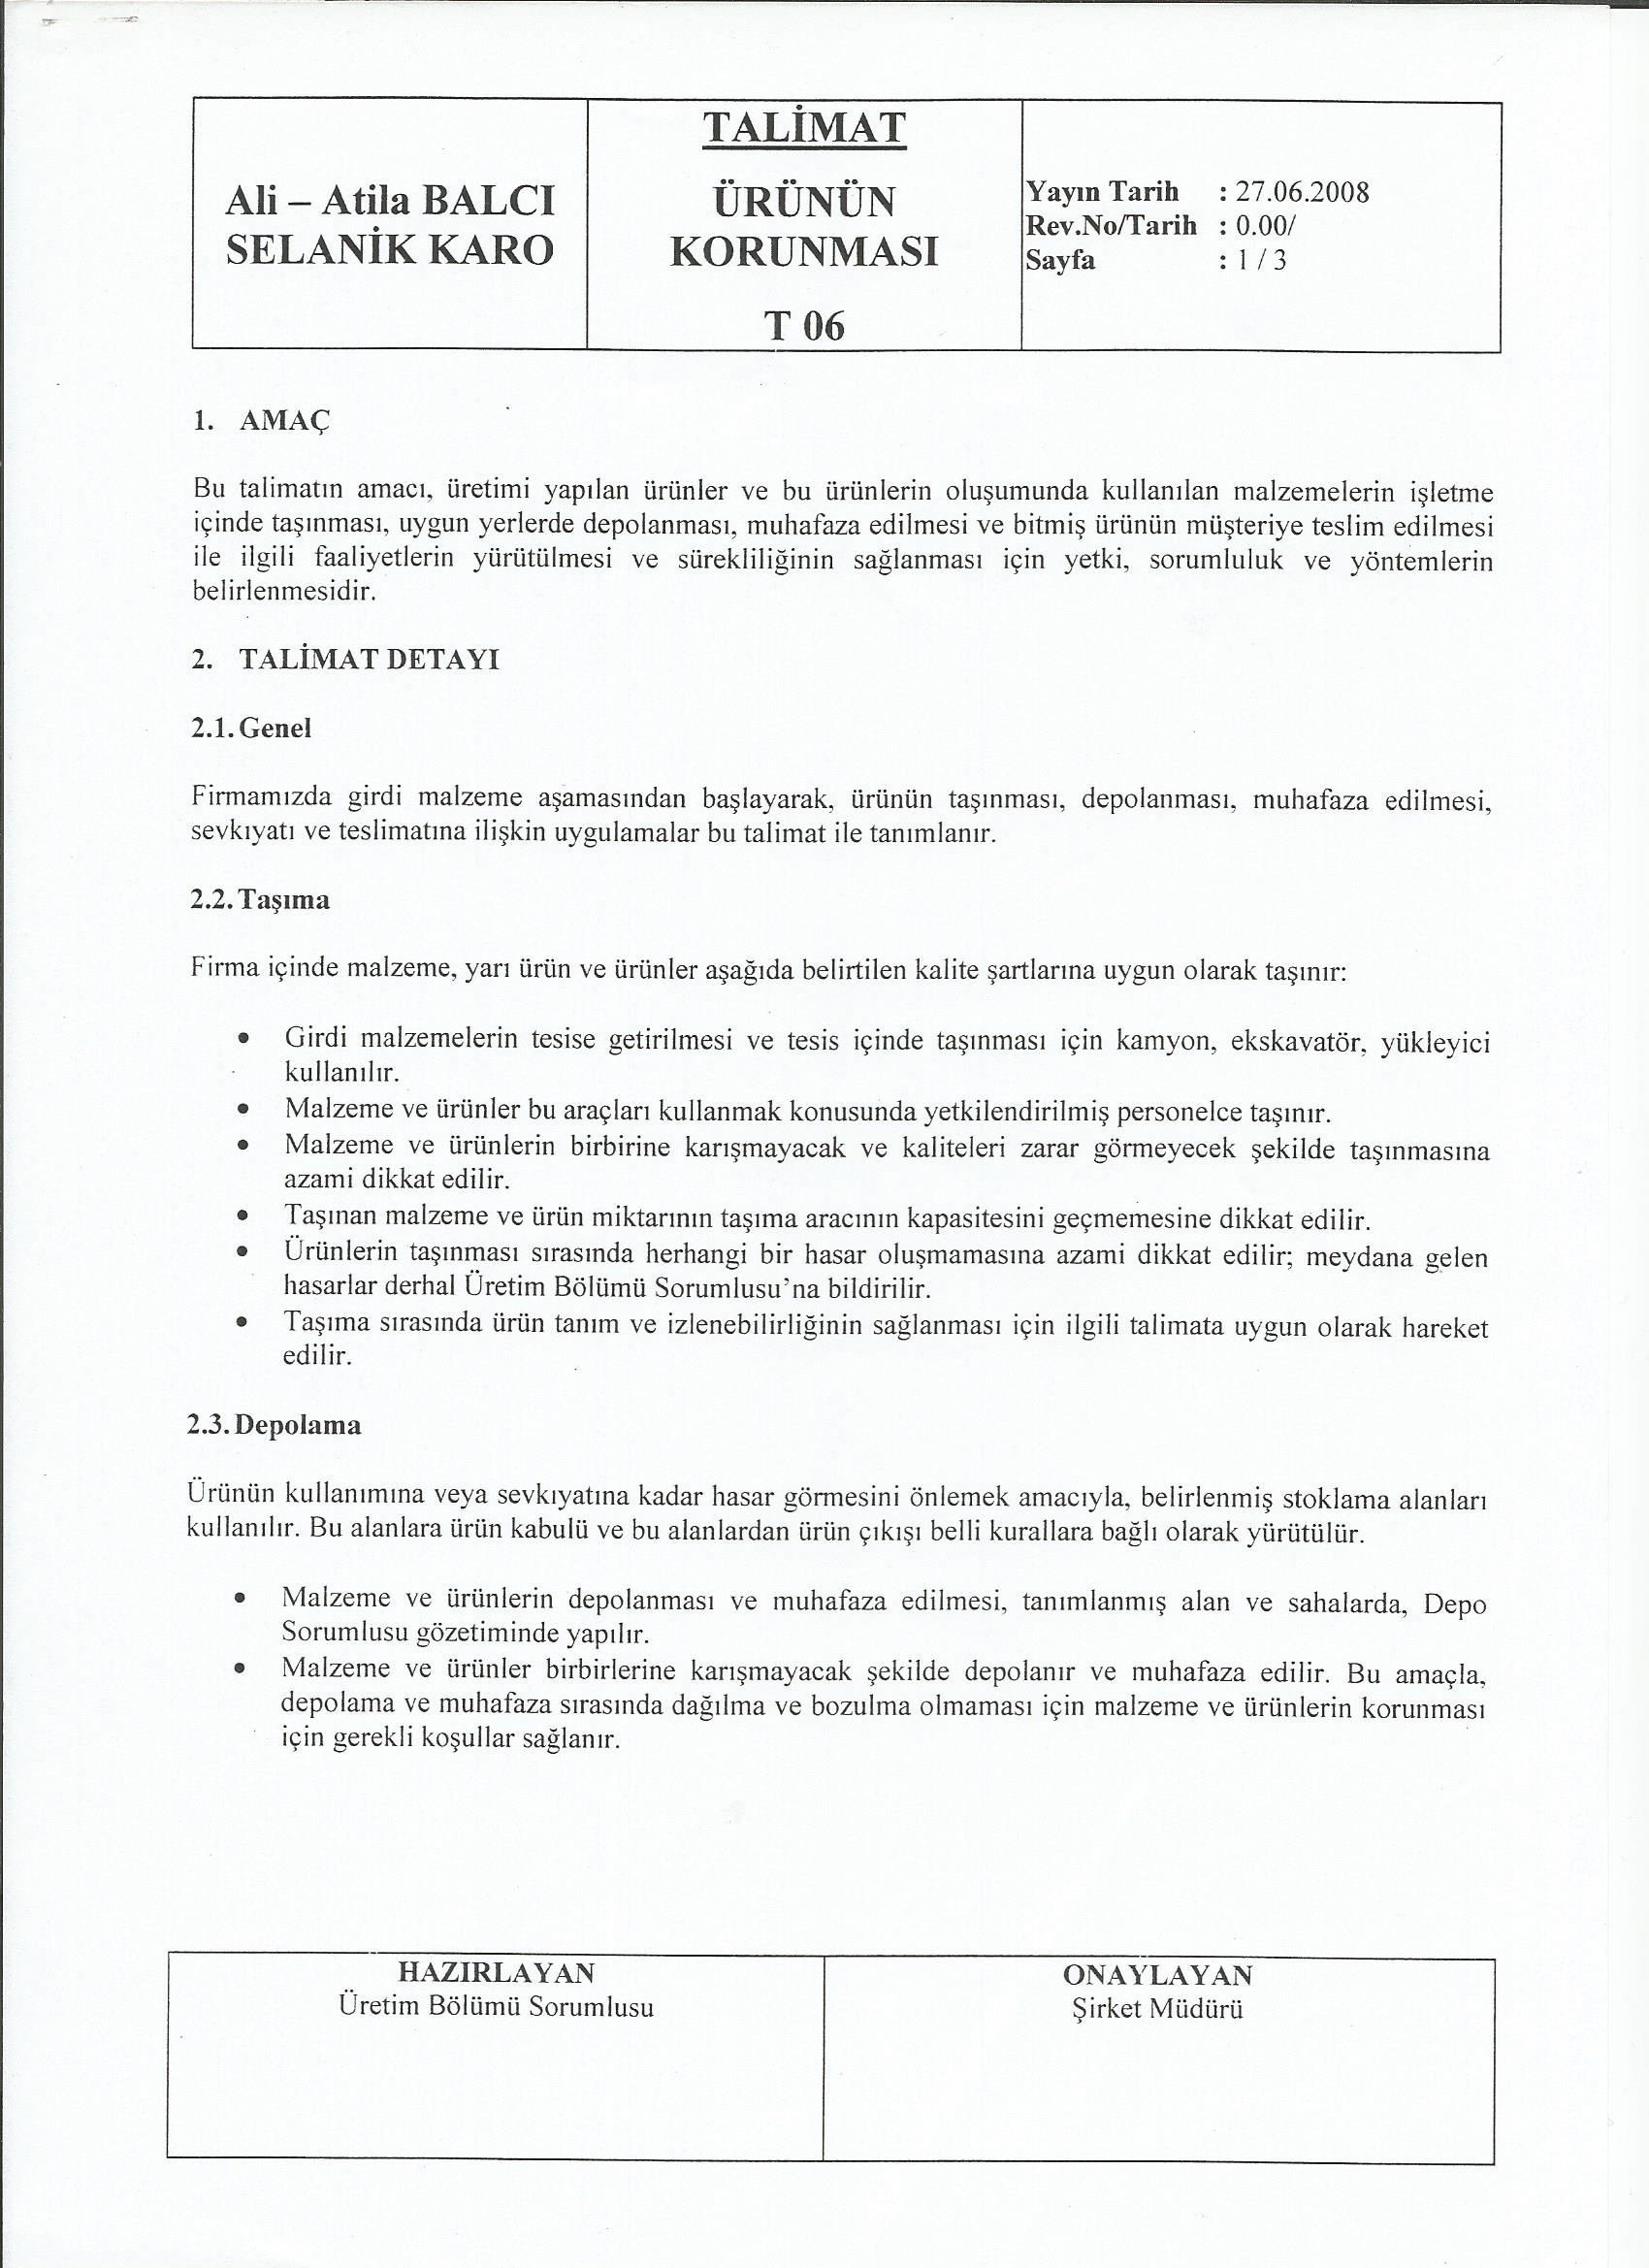 Ali – Atila BALCI
SELANİK KARO
TALİMAT
ÜRÜNÜN
KORUNMASI
T 06
Yayın Tarih : 27.06.2008
Rev.No/Tarih : 0.00/
Sayfa : 1 / 3
1. AMAÇ
Bu talimatın amacı, üretimi yapılan ürünler ve bu ürünlerin oluşumunda kullanılan malzemelerin işletme
içinde taşınması, uygun yerlerde depolanması, muhafaza edilmesi ve bitmiş ürünün müşteriye teslim edilmesi
ile ilgili faaliyetlerin yürütülmesi ve sürekliliğinin sağlanması için yetki, sorumluluk ve yöntemlerin
belirlenmesidir.
2. TALİMAT DETAYI
2.1. Genel
Firmamızda girdi malzeme aşamasından başlayarak, ürünün taşınması, depolanması, muhafaza edilmesi,
sevkıyatı ve teslimatına ilişkin uygulamalar bu talimat ile tanımlanır.
2.2. Taşıma
Firma içinde malzeme, yarı ürün ve ürünler aşağıda belirtilen kalite şartlarına uygun olarak taşınır:
• Girdi malzemelerin tesise getirilmesi ve tesis içinde taşınması için kamyon, ekskavatör, yükleyici
kullanılır.
• Malzeme ve ürünler bu araçları kullanmak konusunda yetkilendirilmiş personelce taşınır.
• Malzeme ve ürünlerin birbirine karışmayacak ve kaliteleri zarar görmeyecek şekilde taşınmasına
azami dikkat edilir.
• Taşınan malzeme ve ürün miktarının taşıma aracının kapasitesini geçmemesine dikkat edilir.
• Ürünlerin taşınması sırasında herhangi bir hasar oluşmamasına azami dikkat edilir; meydana gelen
hasarlar derhal Üretim Bölümü Sorumlusu'na bildirilir.
• Taşıma sırasında ürün tanım ve izlenebilirliğinin sağlanması için ilgili talimata uygun olarak hareket
edilir.
2.3. Depolama
Ürünün kullanımına veya sevkıyatına kadar hasar görmesini önlemek amacıyla, belirlenmiş stoklama alanları
kullanılır. Bu alanlara ürün kabulü ve bu alanlardan ürün çıkışı belli kurallara bağlı olarak yürütülür.
• Malzeme ve ürünlerin depolanması ve muhafaza edilmesi, tanımlanmış alan ve sahalarda, Depo
Sorumlusu gözetiminde yapılır.
• Malzeme ve ürünler birbirlerine karışmayacak şekilde depolanır ve muhafaza edilir. Bu amaçla,
depolama ve muhafaza sırasında dağılma ve bozulma olmaması için malzeme ve ürünlerin korunması
için gerekli koşullar sağlanır.
HAZIRLAYAN
Üretim Bölümü Sorumlusu
ONAYLAYAN
Şirket Müdürü